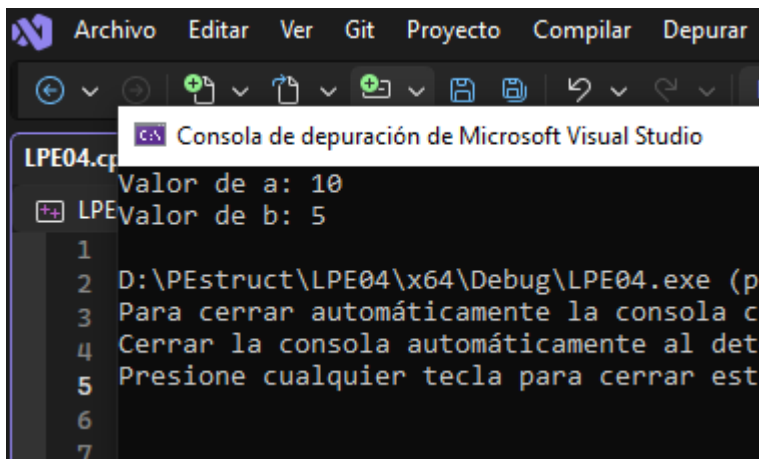 Archivo Editar Ver Git Proyecto Compilar Depurar
Consola de depuración de Microsoft Visual Studio
LPE04.cp
LPE
Valor de a: 10
Valor de b: 5
D:\PEstruct\LPE04\x64\Debug\LPE04.exe (p
Para cerrar automáticamente la consola c
Cerrar la consola automáticamente al det
Presione cualquier tecla para cerrar est
1
2
3
4
5
6
7